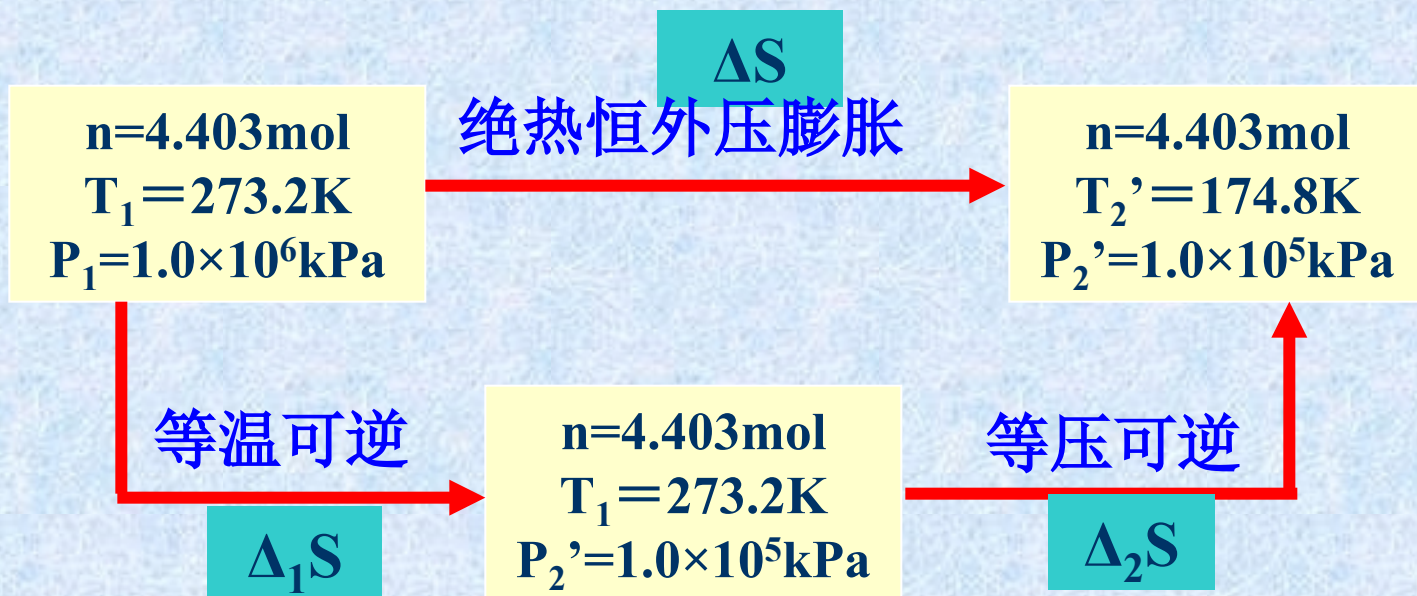 ΔS
绝热恒外压膨胀
n=4.403mol
T₁＝273.2K
P₁=1.0×10⁶kPa
n=4.403mol
T₂’＝174.8K
P₂’=1.0×10⁵kPa
等温可逆
Δ₁S
n=4.403mol
T₁＝273.2K
P₂’=1.0×10⁵kPa
等压可逆
Δ₂S